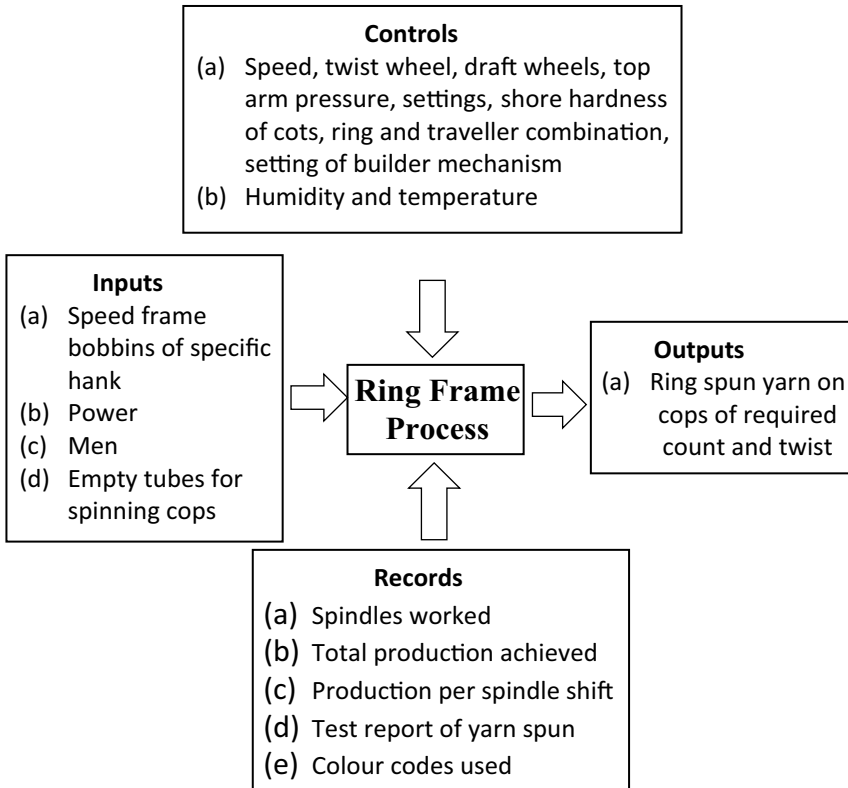 Controls
(a) Speed, twist wheel, draft wheels, top
arm pressure, settings, shore hardness
of cots, ring and traveller combination,
setting of builder mechanism
(b) Humidity and temperature
Inputs
(a) Speed frame
bobbins of specific
hank
(b) Power
(c) Men
(d) Empty tubes for
spinning cops
Ring Frame
Process
Outputs
(a) Ring spun yarn on
cops of required
count and twist
Records
(a) Spindles worked
(b) Total production achieved
(c) Production per spindle shift
(d) Test report of yarn spun
(e) Colour codes used